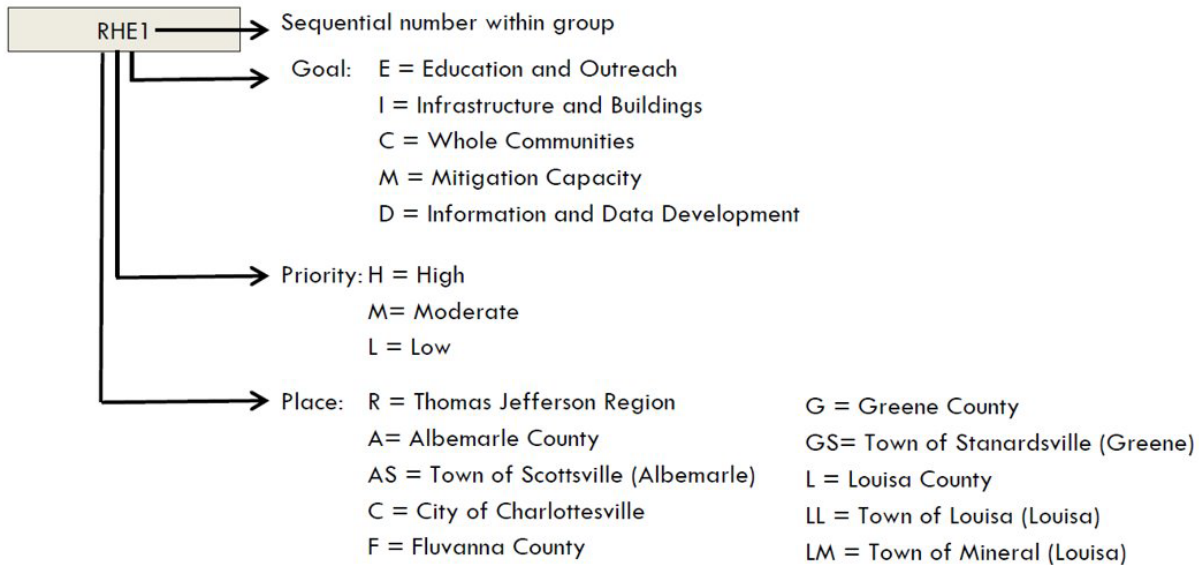 RHE1
Sequential number within group
Goal: E = Education and Outreach
I = Infrastructure and Buildings
C = Whole Communities
M = Mitigation Capacity
D = Information and Data Development
Priority: H = High
M= Moderate
L = Low
Place: R = Thomas Jefferson Region
A= Albemarle County
AS = Town of Scottsville (Albemarle)
C = City of Charlottesville
F = Fluvanna County
G = Greene County
GS= Town of Stanardsville (Greene)
L = Louisa County
LL = Town of Louisa (Louisa)
LM = Town of Mineral (Louisa)